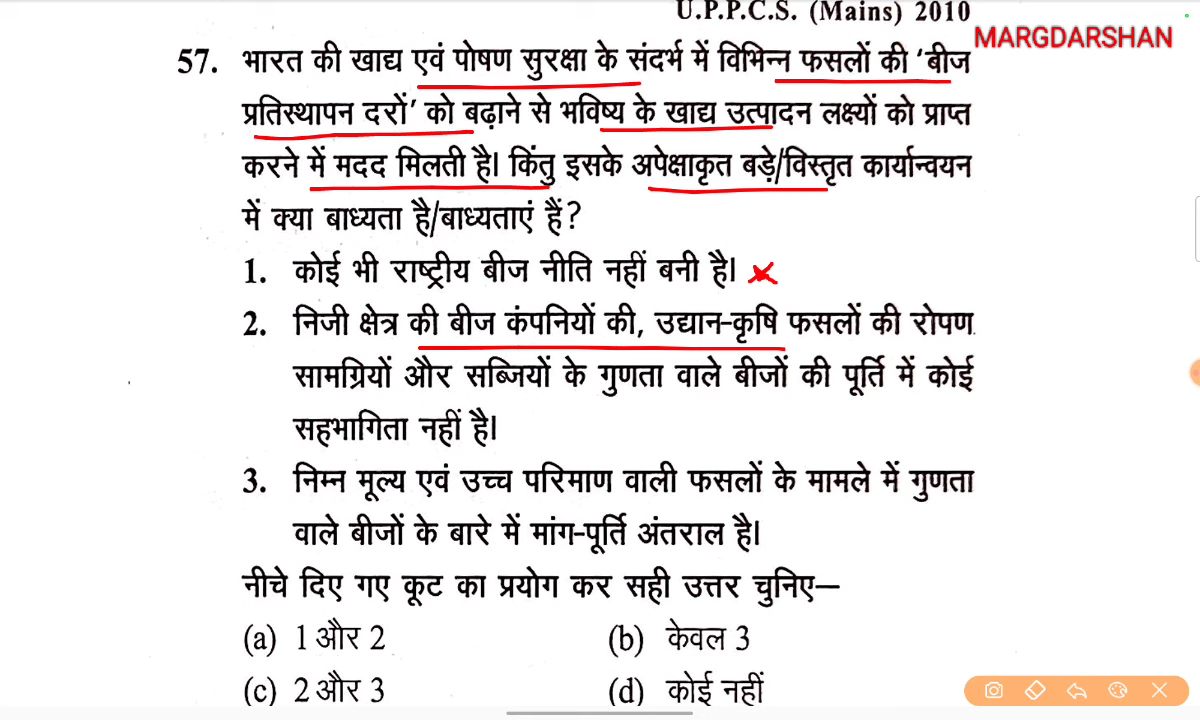 U.P.P.C.S. (Mains) 2010
MARGDARSHAN
57. भारत की खाद्य एवं पोषण सुरक्षा के संदर्भ में विभिन्न फसलों की ‘बीज
प्रतिस्थापन दरों’ को बढ़ाने से भविष्य के खाद्य उत्पादन लक्ष्यों को प्राप्त
करने में मदद मिलती है। किंतु इसके अपेक्षाकृत बड़े/विस्तृत कार्यान्वयन
में क्या बाध्यता है/बाध्यताएं हैं?
1. कोई भी राष्ट्रीय बीज नीति नहीं बनी है।
2. निजी क्षेत्र की बीज कंपनियों की, उद्यान-कृषि फसलों की रोपण
सामग्रियों और सब्जियों के गुणता वाले बीजों की पूर्ति में कोई
सहभागिता नहीं है।
3. निम्न मूल्य एवं उच्च परिमाण वाली फसलों के मामले में गुणता
वाले बीजों के बारे में मांग-पूर्ति अंतराल है।
नीचे दिए गए कूट का प्रयोग कर सही उत्तर चुनिए–
(a) 1 और 2 (b) केवल 3
(c) 2 और 3 (d) कोई नहीं